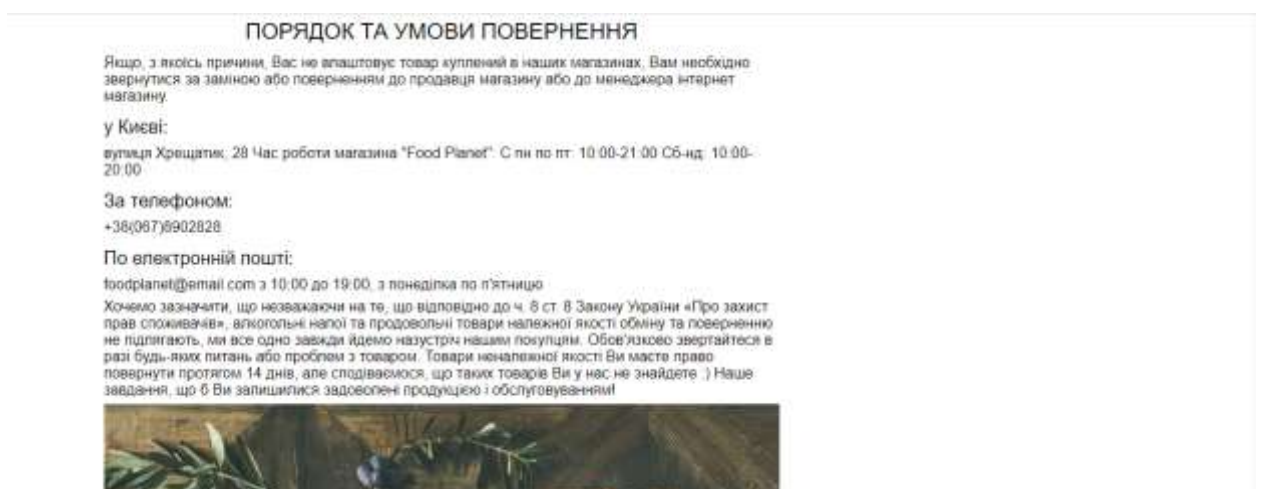 ПОРЯДОК ТА УМОВИ ПОВЕРНЕННЯ
Якщо, з якоїсь причини, Вас не влаштовує товар куплений в наших магазинах, Вам необхідно
звернутися за заміною або поверненням до продавця магазину або до менеджера інтернет
магазину.
у Києві:
вулиця Хрещатик, 28 Час роботи магазина "Food Planet": С пн по пт: 10:00-21:00 Сб-нд: 10:00-
20:00
За телефоном:
+38(067)8902828
По електронній пошті:
foodplanet@email.com з 10:00 до 19:00, з понеділка по п'ятницю
Хочемо зазначити, що незважаючи на те, що відповідно до ч. 8 ст. 8 Закону України «Про захист
прав споживачів», алкогольні напої та продовольчі товари належної якості обміну та поверненню
не підлягають, ми все одно завжди йдемо назустріч нашим покупцям. Обов'язково звертайтеся в
разі будь-яких питань або проблем з товаром. Товари неналежної якості Ви маєте право
повернути протягом 14 днів, але сподіваємося, що таких товарів Ви у нас не знайдете :) Наше
завдання, що б Ви залишилися задоволені продукцією і обслуговуванням!